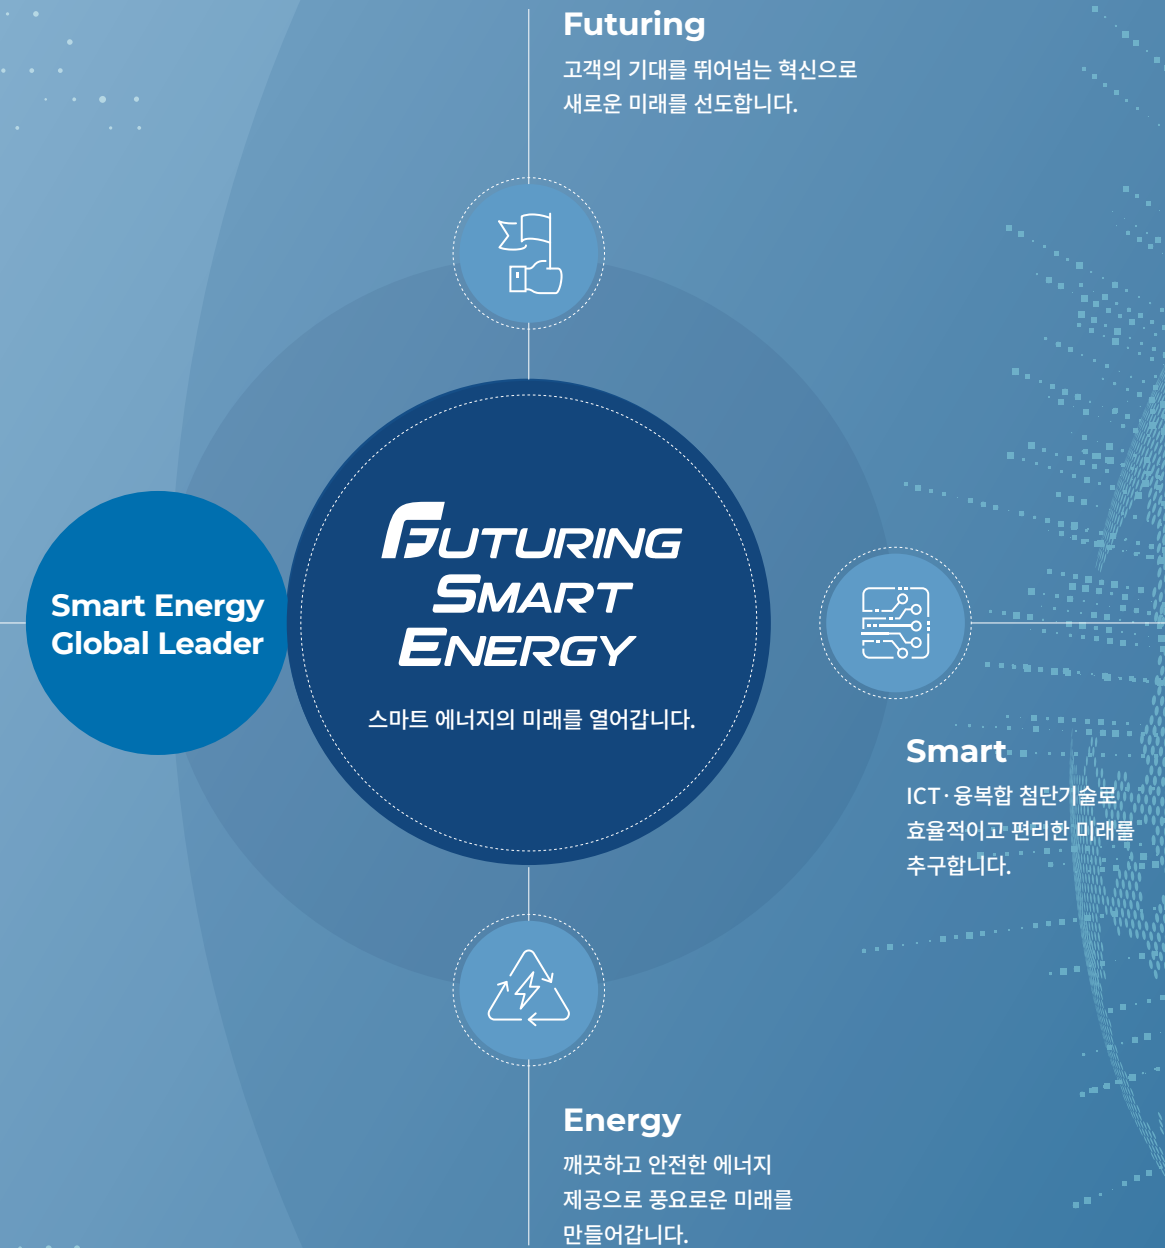 Futuring
고객의 기대를 뛰어넘는 혁신으로
새로운 미래를 선도합니다.
Smart Energy
Global Leader
FUTURING
SMART
ENERGY
스마트 에너지의 미래를 열어갑니다.
Smart
ICT·융복합 첨단기술로
효율적이고 편리한 미래를
추구합니다.
Energy
깨끗하고 안전한 에너지
제공으로 풍요로운 미래를
만들어갑니다.